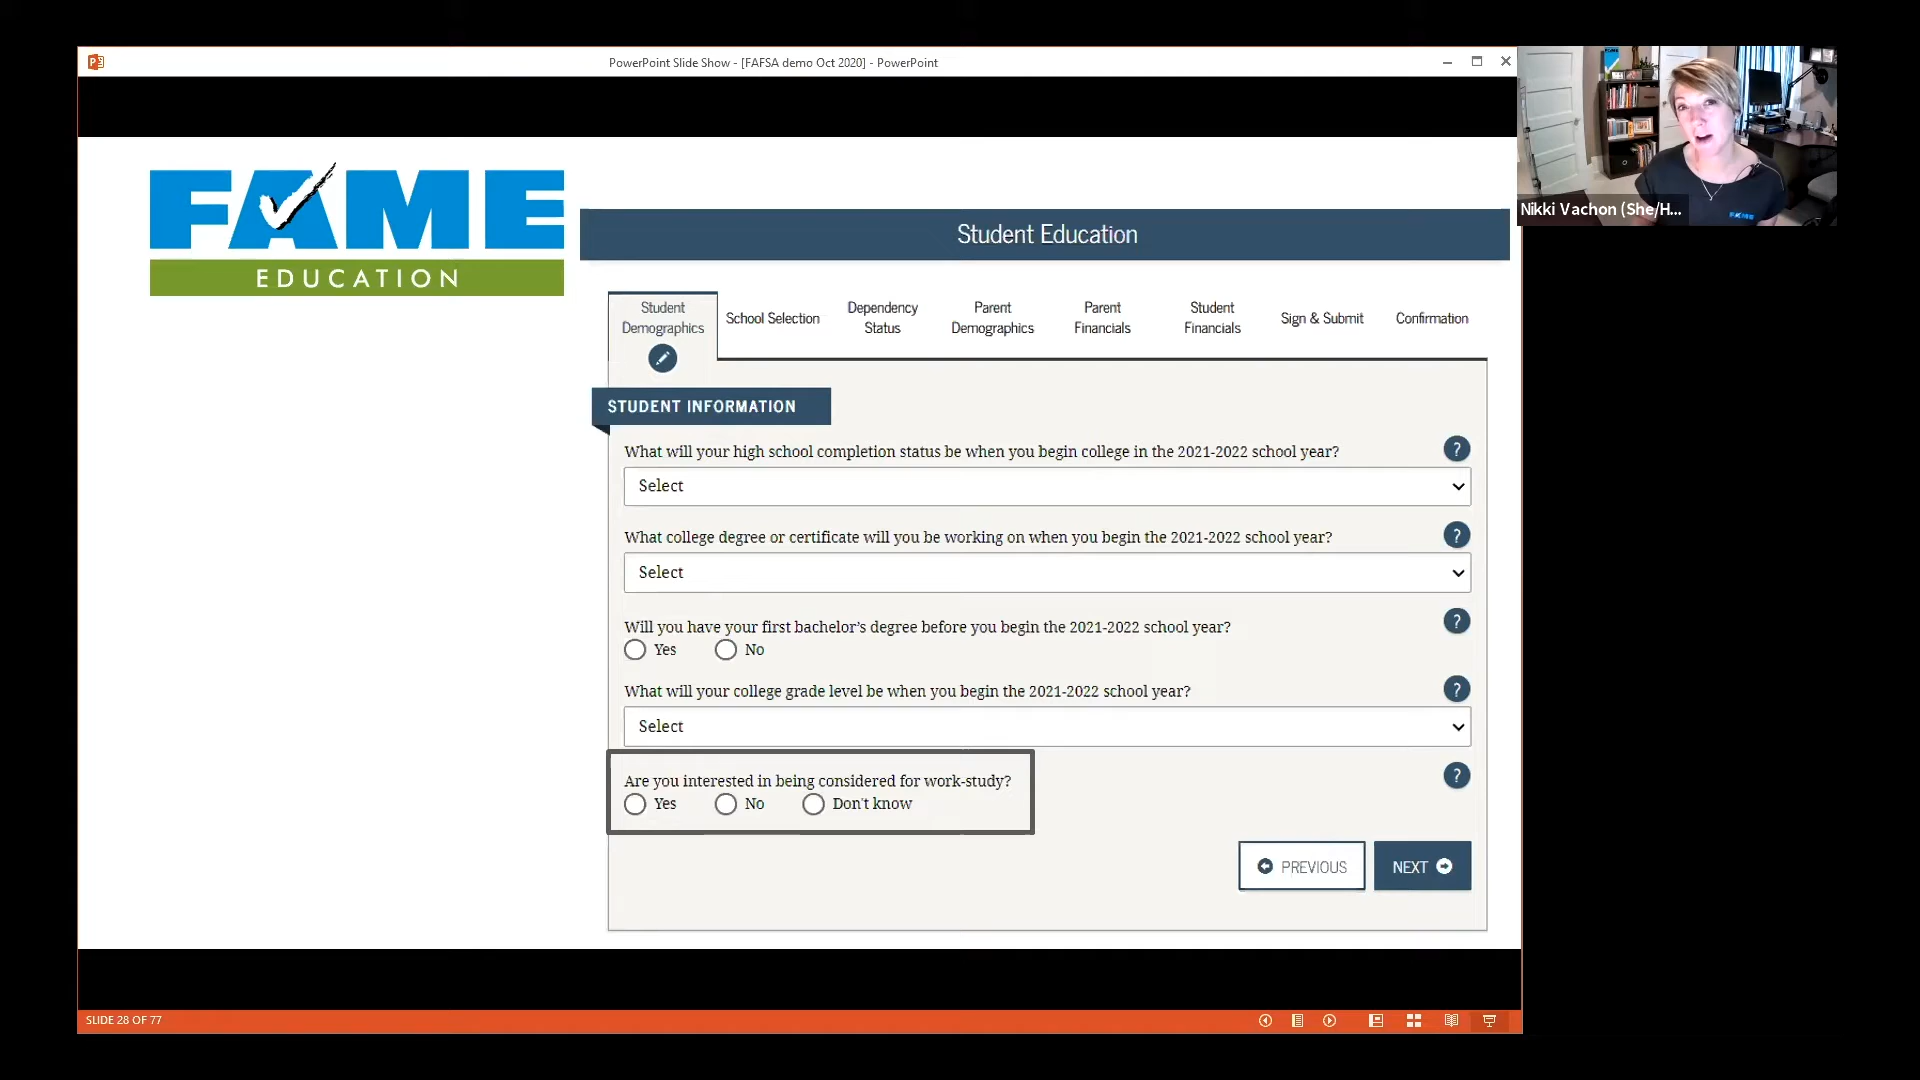 PowerPoint Slide Show - [FAFSA demo Oct 2020] - PowerPoint
Nikki Vachon (She/H...
FAME
EDUCATION
FAME
Student Education
Student Demographics
School Selection
Dependency Status
Parent Demographics
Parent Financials
Student Financials
Sign & Submit
Confirmation
STUDENT INFORMATION
What will your high school completion status be when you begin college in the 2021-2022 school year?
?
Select
What college degree or certificate will you be working on when you begin the 2021-2022 school year?
?
Select
Will you have your first bachelor's degree before you begin the 2021-2022 school year?
?
Yes No
What will your college grade level be when you begin the 2021-2022 school year?
?
Select
Are you interested in being considered for work-study?
?
Yes No Don't know
PREVIOUS NEXT
SLIDE 28 OF 77